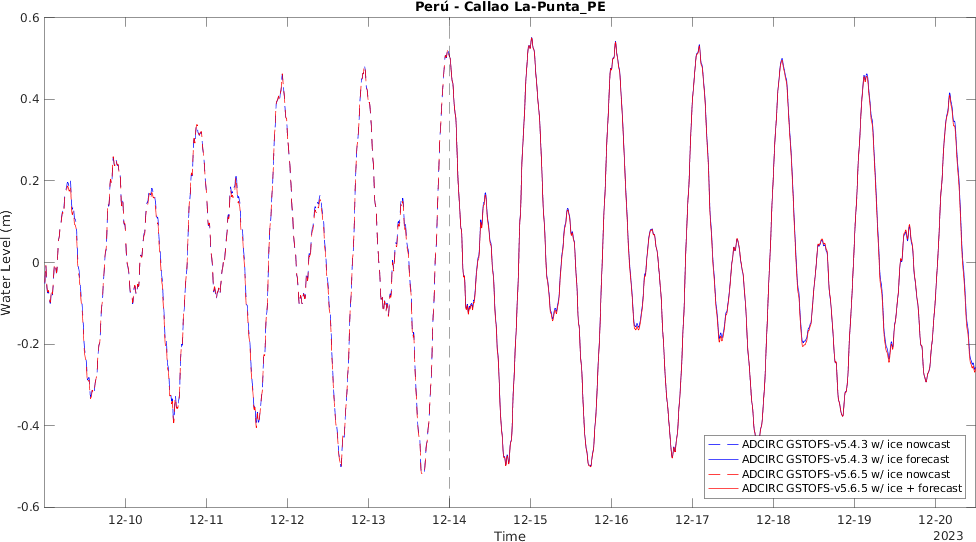 Perú - Callao La-Punta_PE
Water Level (m)
0.6
0.4
0.2
0
-0.2
-0.4
-0.6
ADCIRC GSTOFS-v5.4.3 w/ ice nowcast
ADCIRC GSTOFS-v5.4.3 w/ ice forecast
ADCIRC GSTOFS-v5.6.5 w/ ice nowcast
ADCIRC GSTOFS-v5.6.5 w/ ice + forecast
12-10 12-11 12-12 12-13 12-14 12-15 12-16 12-17 12-18 12-19 12-20
Time
2023